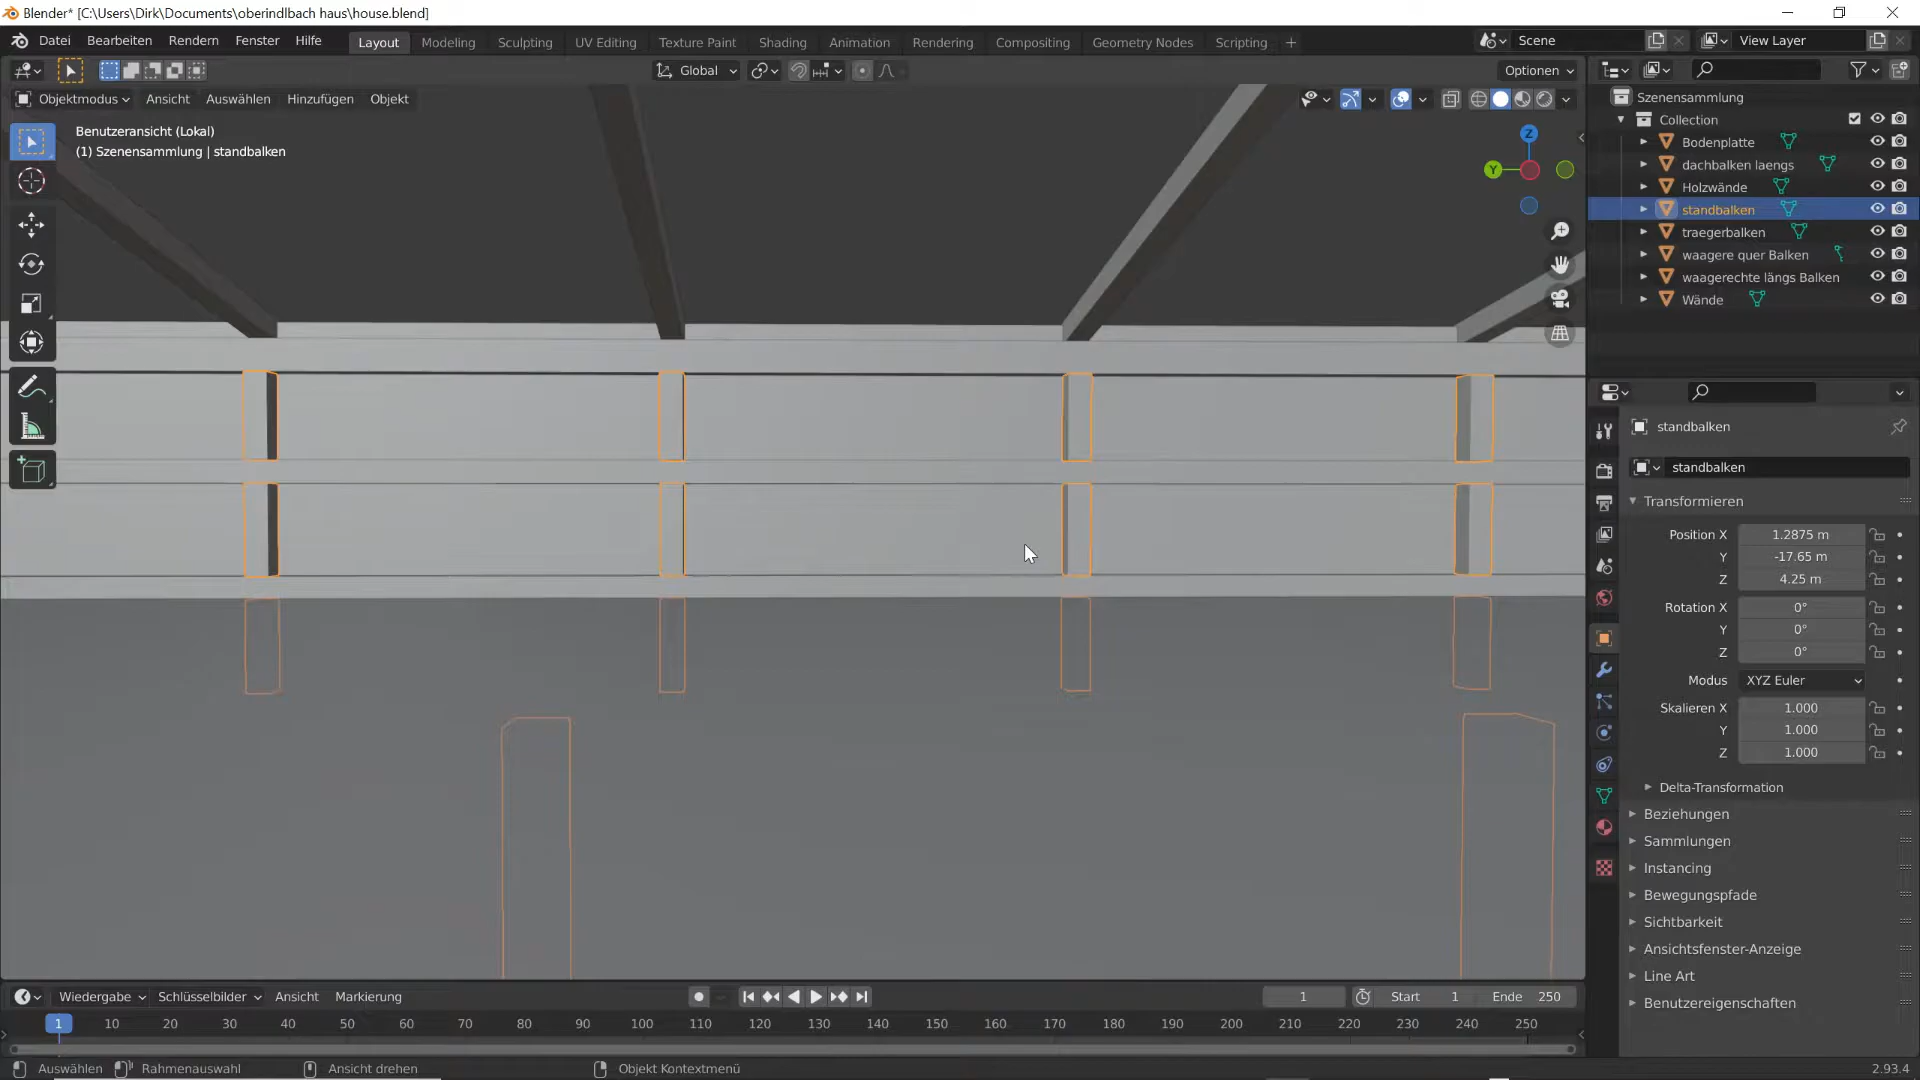 Blender* [C:\Users\Dirk\Documents\oberindlbach haus\house.blend]
Datei Bearbeiten Rendern Fenster Hilfe Layout Modeling Sculpting UV Editing Texture Paint Shading Animation Rendering Compositing Geometry Nodes Scripting + Scene View Layer
Global Optionen
Objektmodus Ansicht Auswählen Hinzufügen Objekt
Benutzeransicht (Lokal)
(1) Szenensammlung | standbalken
Z
Y
Szenensammlung
Collection
Bodenplatte
dachbalken laengs
Holzwände
standbalken
traegerbalken
waagere quer Balken
waagerechte längs Balken
Wände
standbalken
standbalken
Transformieren
Position X 1.2875 m
Y -17.65 m
Z 4.25 m
Rotation X 0°
Y 0°
Z 0°
Modus XYZ Euler
Skalieren X 1.000
Y 1.000
Z 1.000
Delta-Transformation
Beziehungen
Sammlungen
Instancing
Bewegungspfade
Sichtbarkeit
Ansichtsfenster-Anzeige
Line Art
Benutzereigenschaften
Wiedergabe Schlüsselbilder Ansicht Markierung 1 Start 1 Ende 250
1 10 20 30 40 50 60 70 80 90 100 110 120 130 140 150 160 170 180 190 200 210 220 230 240 250
Auswählen Rahmenauswahl Ansicht drehen Objekt Kontextmenü 2.93.4